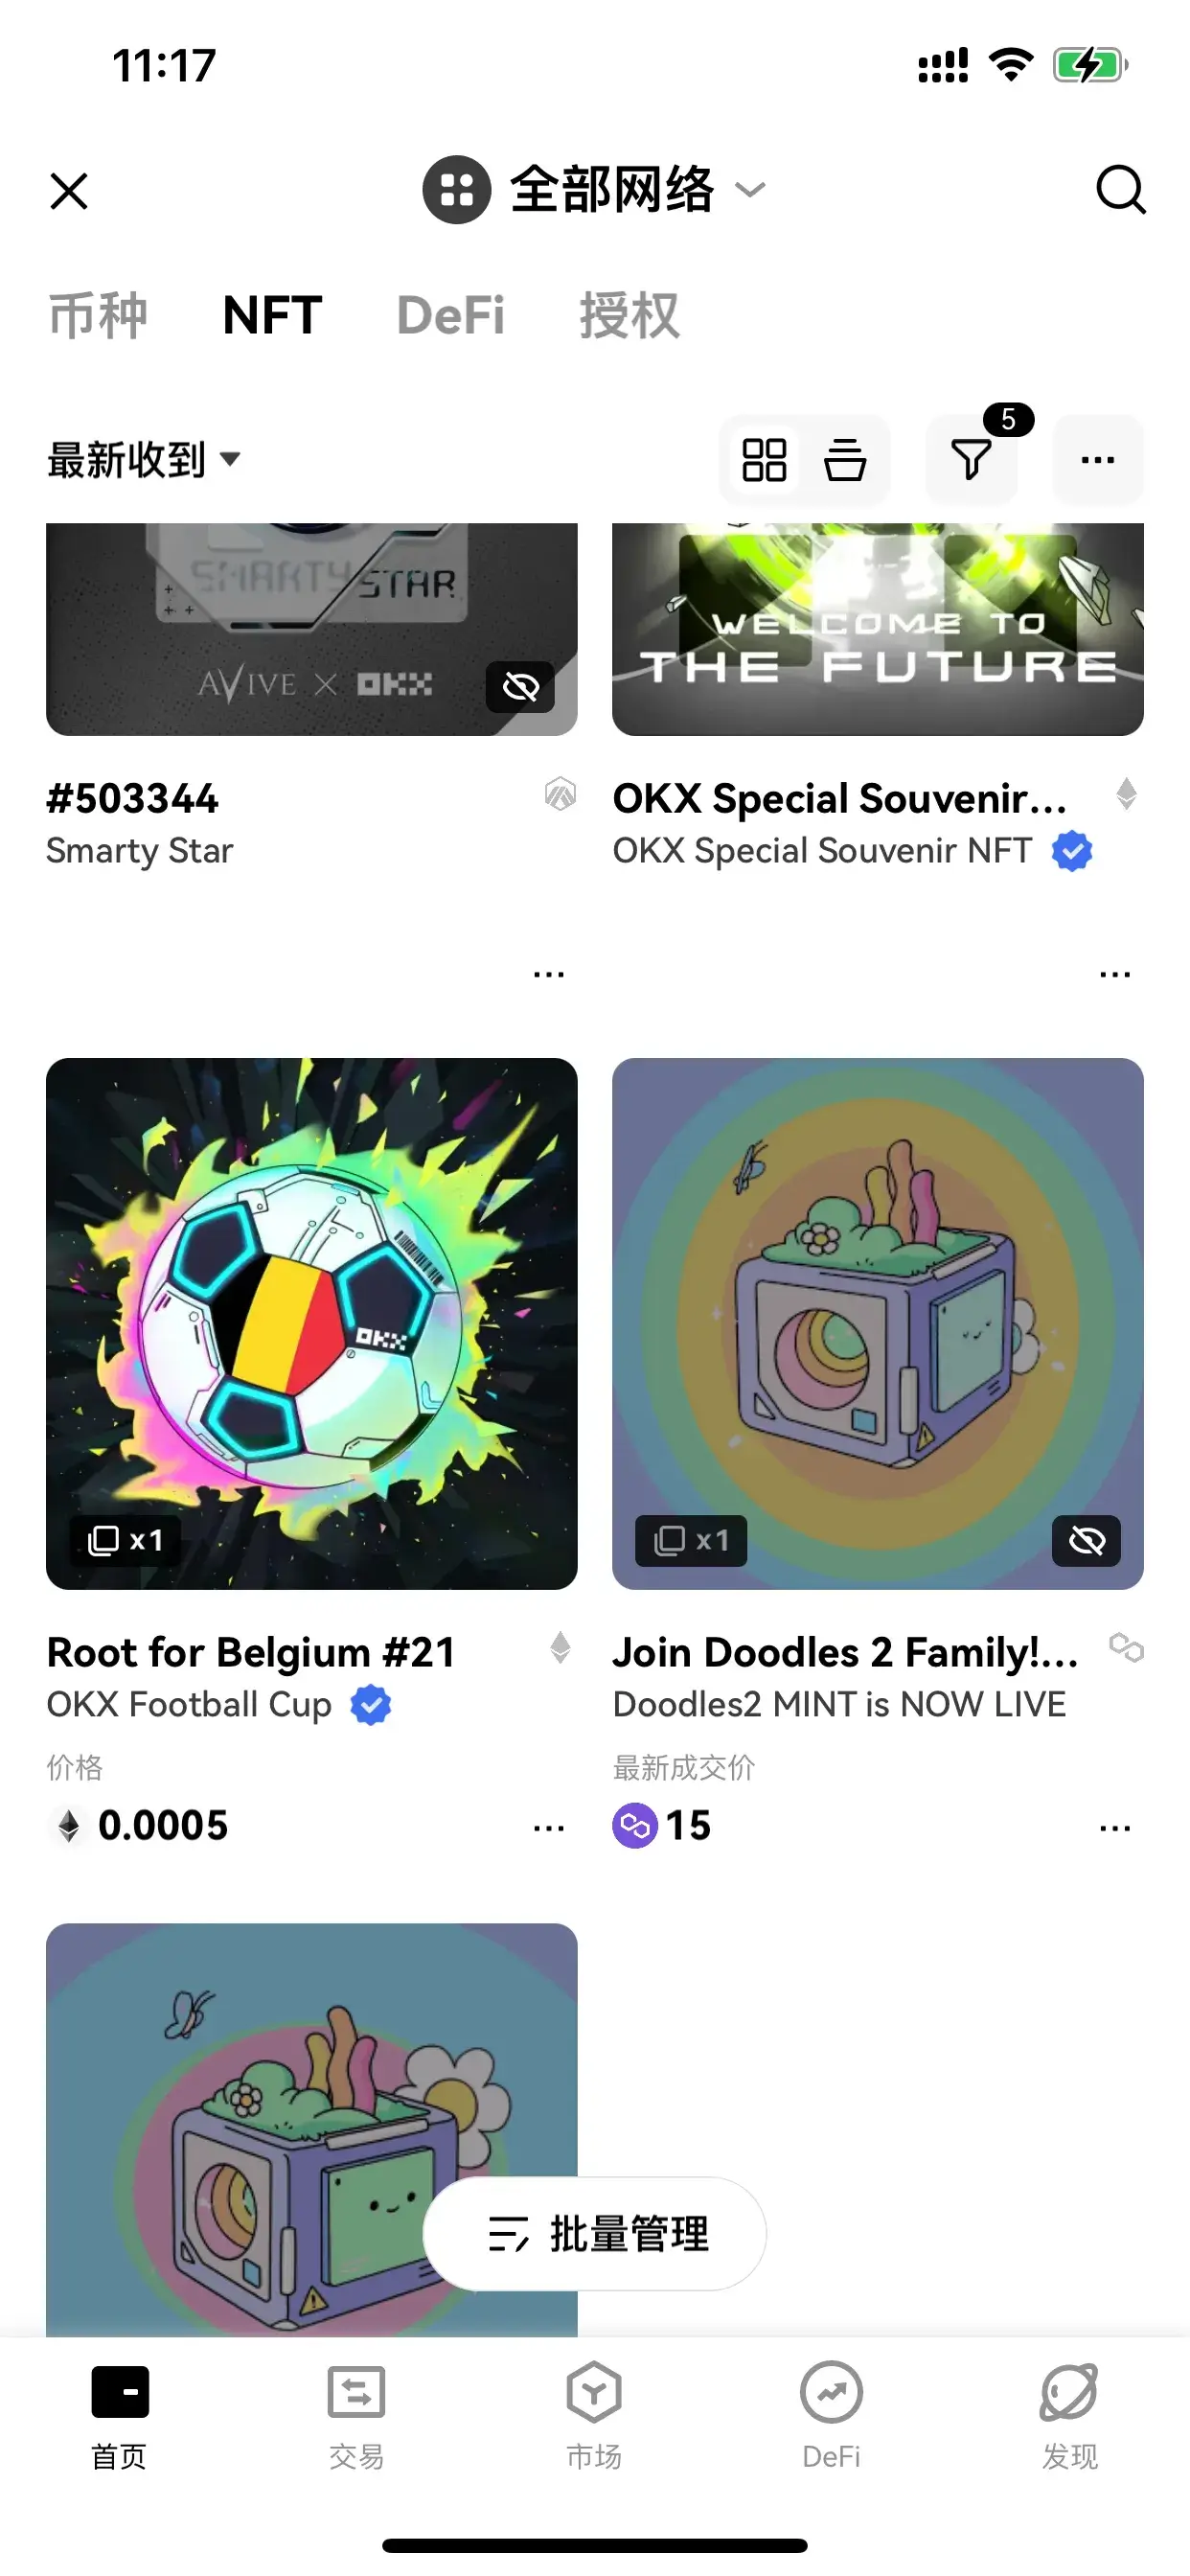 11:17
全部网络
币种 NFT DeFi 授权
最新收到
5
SMARTY STAR
AVIVE × OKX
WELCOME TO
THE FUTURE
#503344
OKX Special Souvenir...
Smarty Star
OKX Special Souvenir NFT
OKX
x1
x1
Root for Belgium #21
Join Doodles 2 Family!...
OKX Football Cup
Doodles2 MINT is NOW LIVE
价格
最新成交价
0.0005
15
批量管理
首页 交易 市场 DeFi 发现